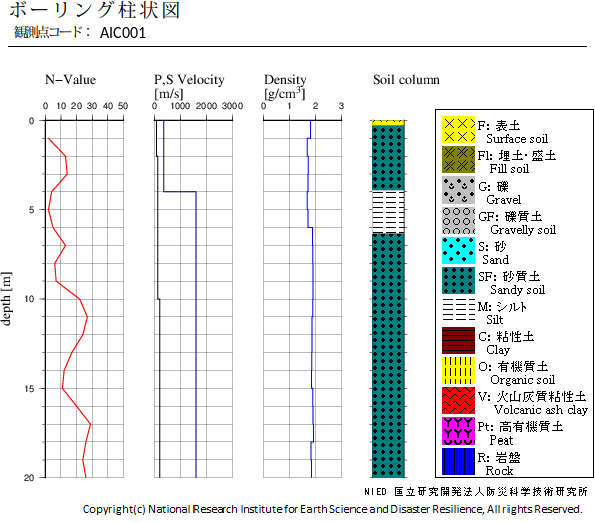 ボーリング柱状図
観測点コード： AIC001
N−Value
P,S Velocity
[m/s]
Density
[g/cm3]
Soil column
0 10 20 30 40 50
0 1000 2000 3000
0 1 2 3
depth [m]
0
5
10
15
20
F: 表土
Surface soil
Fl: 埋土・盛土
Fill soil
G: 礫
Gravel
GF: 礫質土
Gravelly soil
S: 砂
Sand
SF: 砂質土
Sandy soil
M: シルト
Silt
C: 粘性土
Clay
O: 有機質土
Organic soil
V: 火山灰質粘性土
Volcanic ash clay
Pt: 高有機質土
Peat
R: 岩盤
Rock
NIED 国立研究開発法人防災科学技術研究所
Copyright(c) National Research Institute for Earth Science and Disaster Resilience, All rights Reserved.